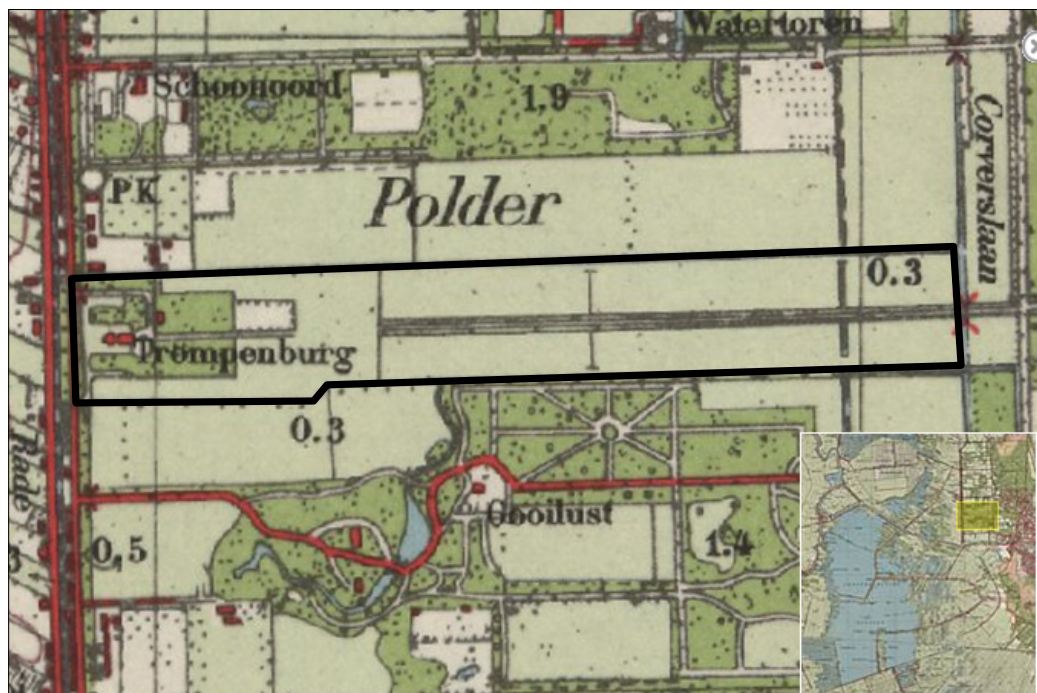 Watertoren
Schoonoord
1.9
Corverslaan
PK
Polder
0.3
Trompenburg
0.3
Rade
Gooilust
0,5
1.4